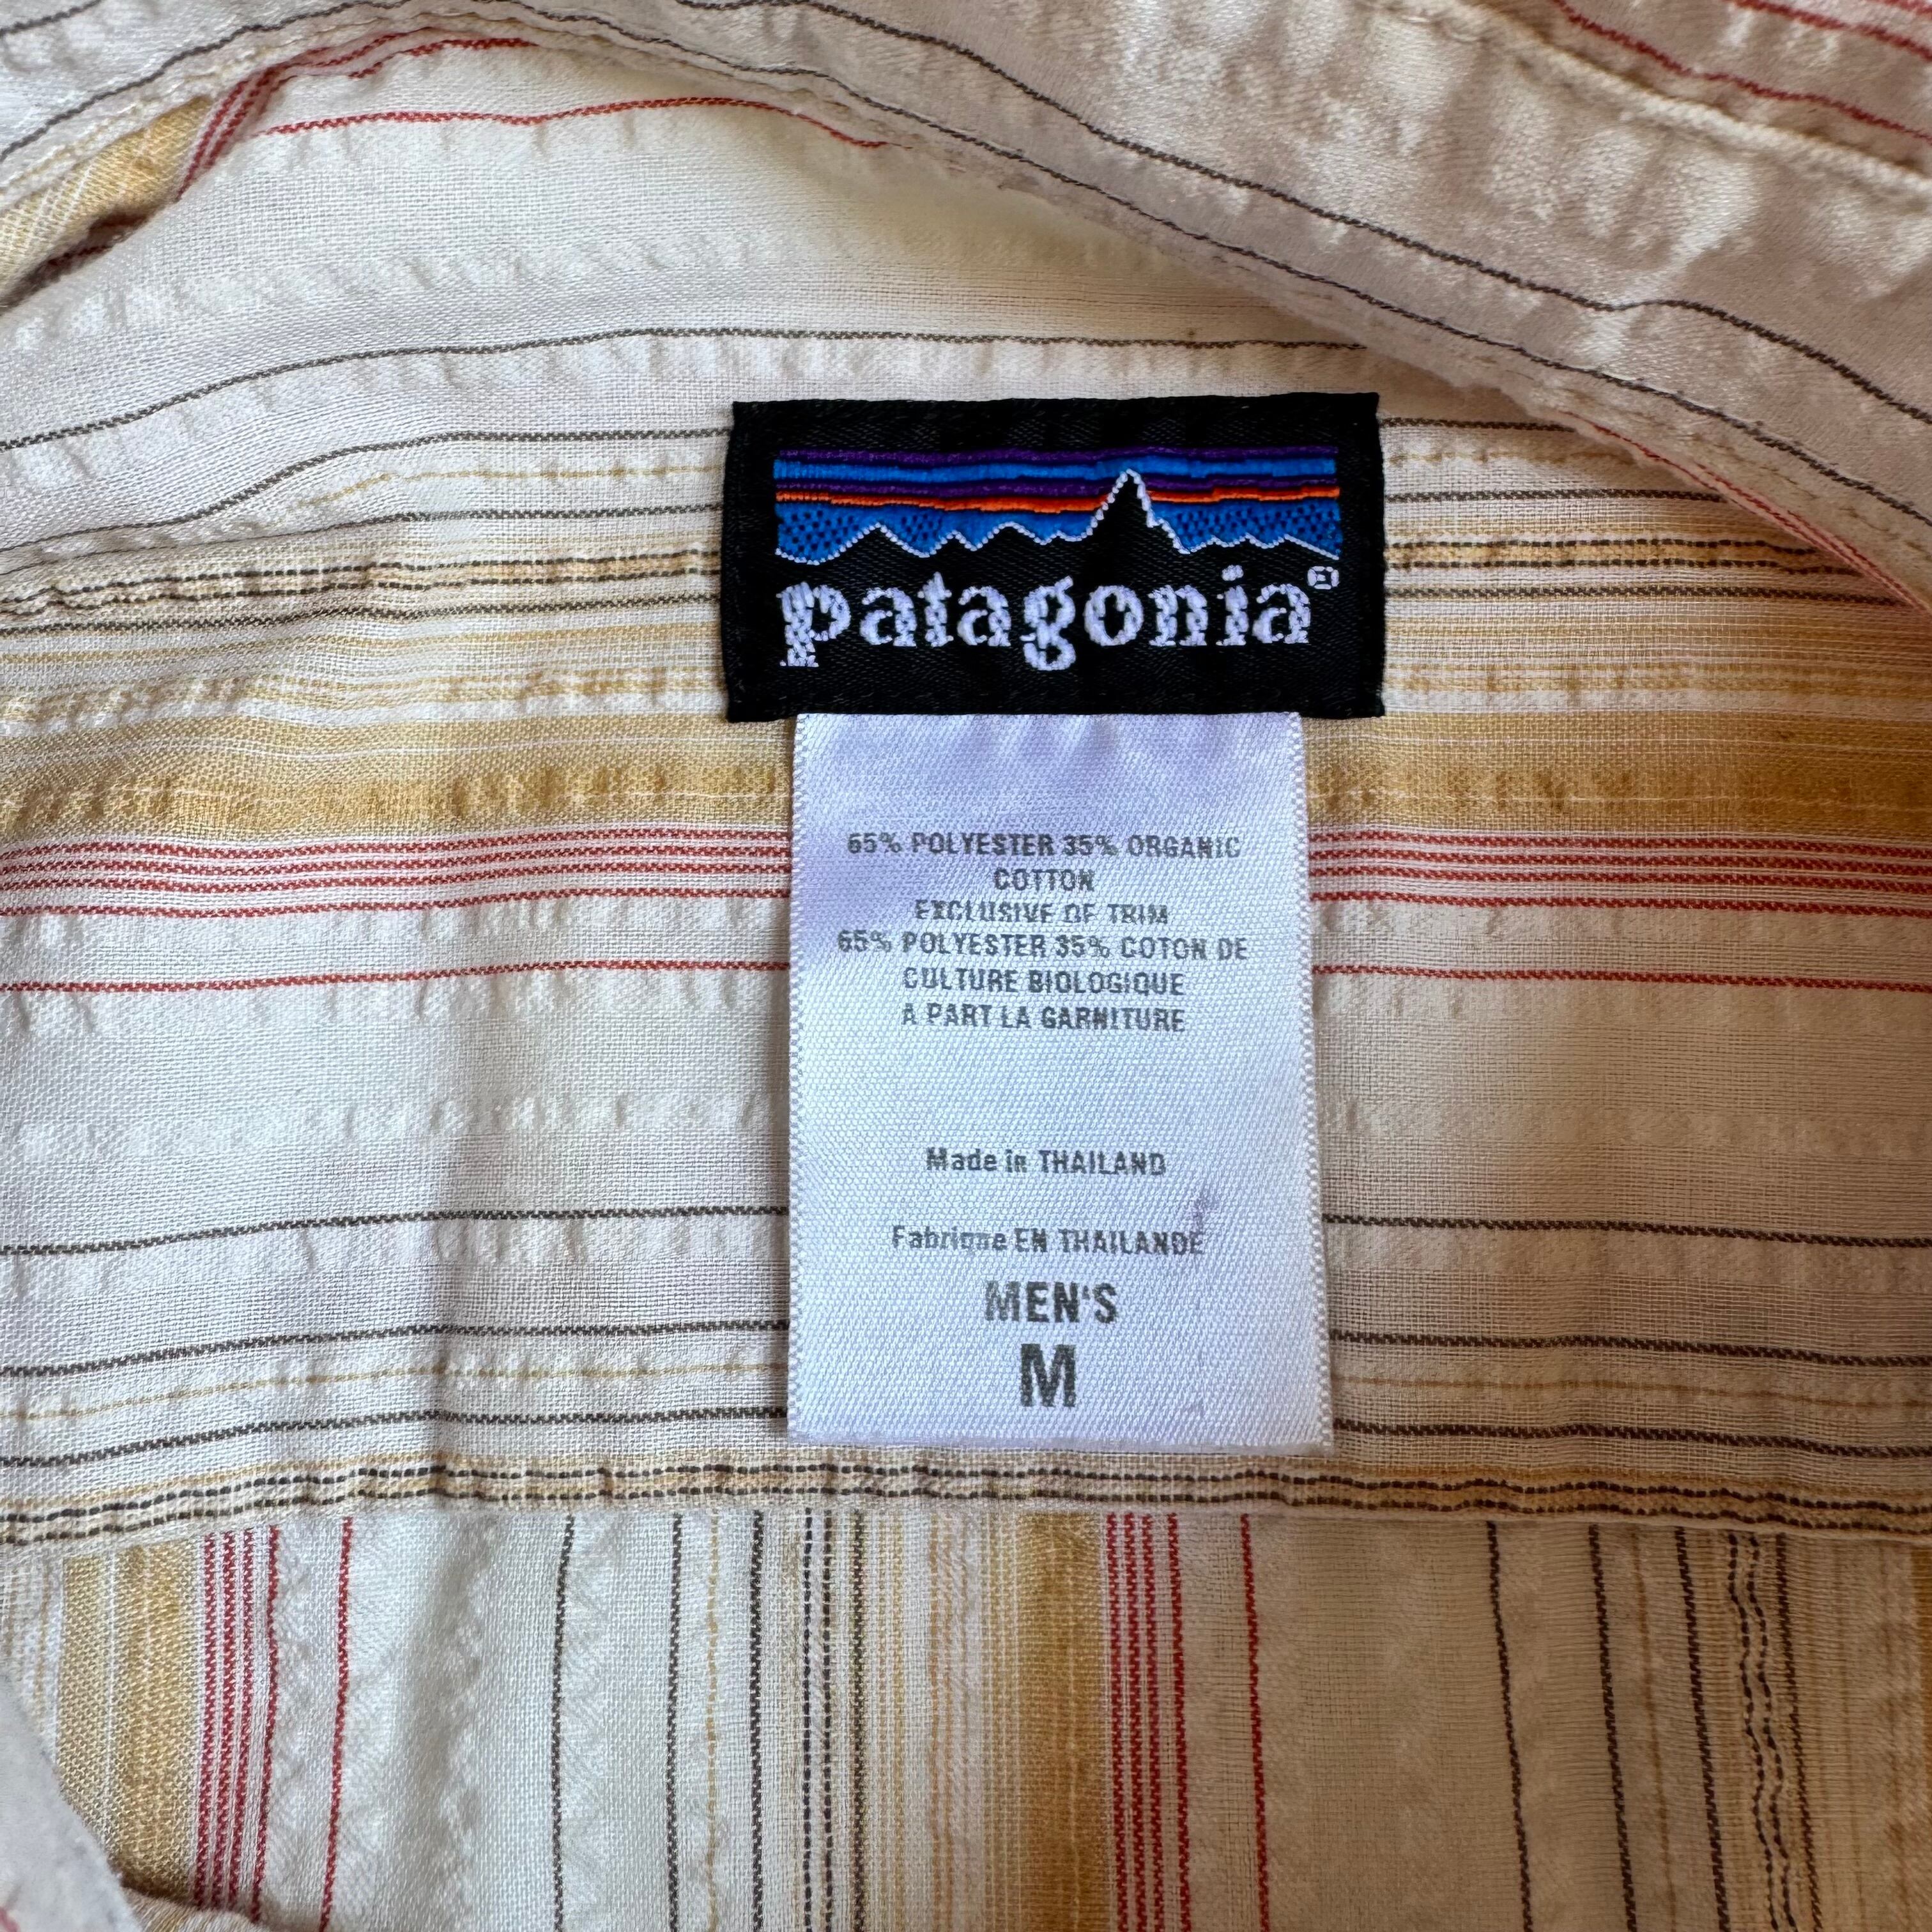 patagonia®
65% POLYESTER 35% ORGANIC
COTTON
EXCLUSIVE OF TRIM
65% POLYESTER 35% COTON DE
CULTURE BIOLOGIQUE
À PART LA GARNITURE
Made in THAILAND
Fabrique EN THAILANDE
MEN'S
M